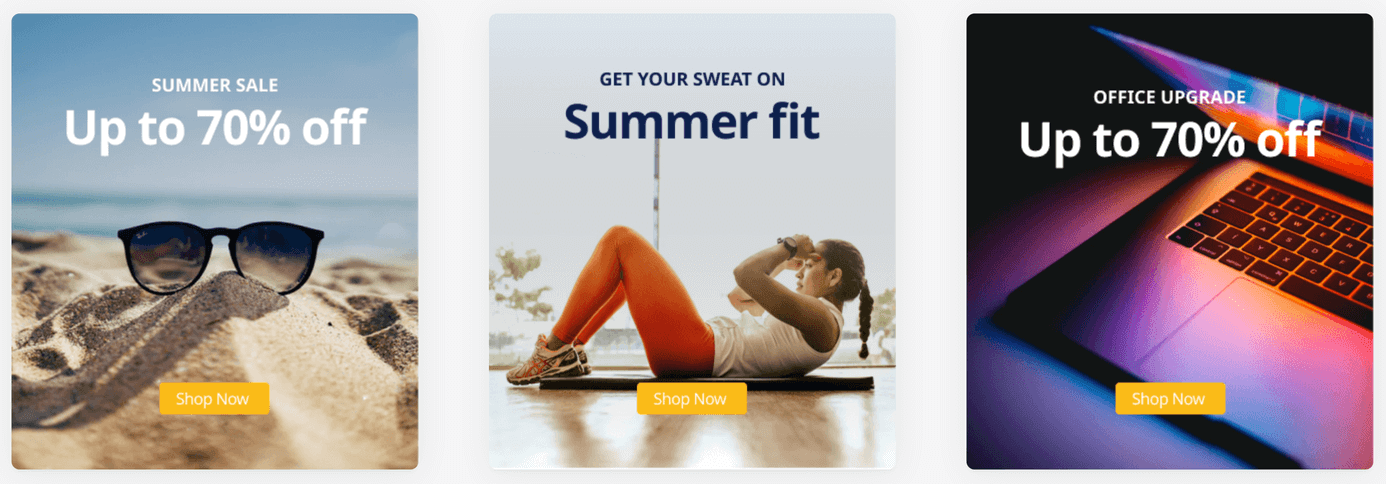 SUMMER SALE
Up to 70% off
Shop Now
GET YOUR SWEAT ON
Summer fit
Shop Now
OFFICE UPGRADE
Up to 70% off
Shop Now